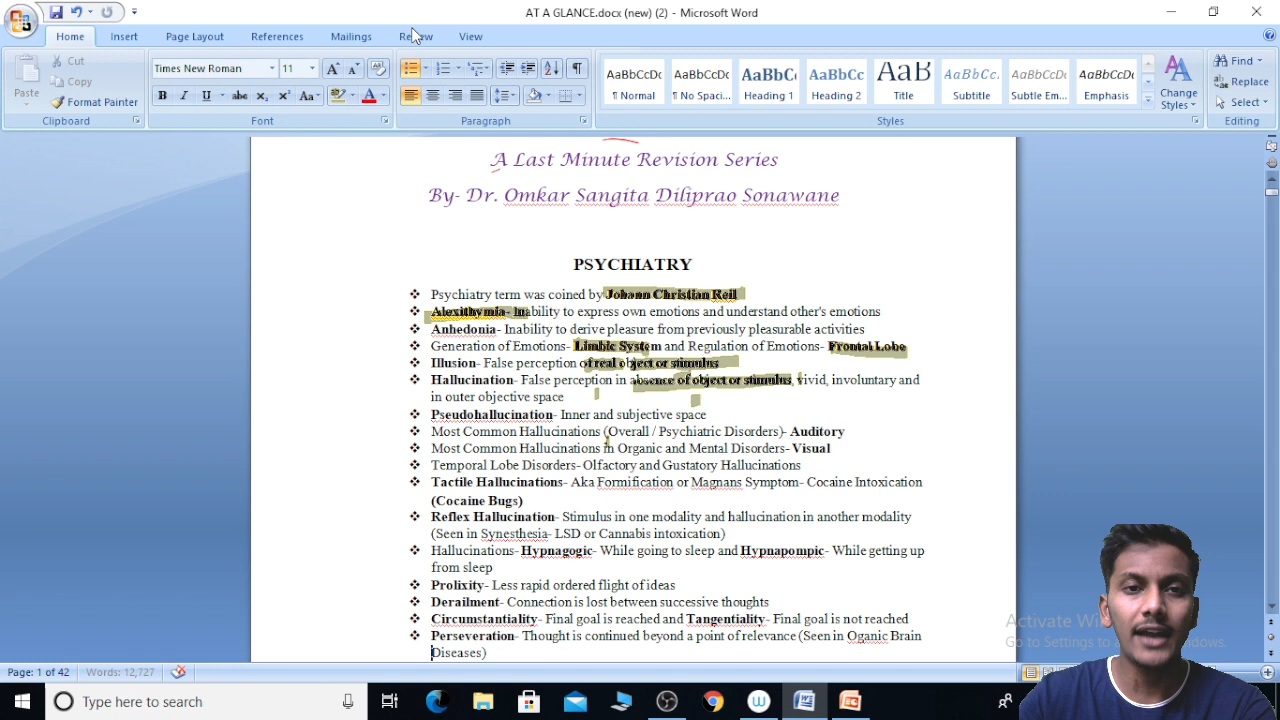 AT A GLANCE.docx (new) (2) - Microsoft Word
Home Insert Page Layout References Mailings Review View
Paste Cut Copy Format Painter
Times New Roman 11
AaBbCcDc AaBbCcDc AaBbC AaBbCc AaB AaBbCc. AaBbCcDc AaBbCcDc
¶ Normal ¶ No Spaci... Heading 1 Heading 2 Title Subtitle Subtle Em... Emphasis
Change Styles
Find Replace Select
Clipboard Font Paragraph Styles Editing
A Last Minute Revision Series
By- Dr. Omkar Sangita Diliprao Sonawane
PSYCHIATRY
❖ Psychiatry term was coined by Johann Christian Reil
❖ Alexithymia- Inability to express own emotions and understand other's emotions
❖ Anhedonia- Inability to derive pleasure from previously pleasurable activities
❖ Generation of Emotions- Limbic System and Regulation of Emotions- Frontal Lobe
❖ Illusion- False perception of real object or stimulus
❖ Hallucination- False perception in absence of object or stimulus, vivid, involuntary and
in outer objective space
❖ Pseudohallucination- Inner and subjective space
❖ Most Common Hallucinations (Overall / Psychiatric Disorders)- Auditory
❖ Most Common Hallucinations in Organic and Mental Disorders- Visual
❖ Temporal Lobe Disorders- Olfactory and Gustatory Hallucinations
❖ Tactile Hallucinations- Aka Formification or Magnans Symptom- Cocaine Intoxication
(Cocaine Bugs)
❖ Reflex Hallucination- Stimulus in one modality and hallucination in another modality
(Seen in Synesthesia- LSD or Cannabis intoxication)
❖ Hallucinations- Hypnagogic- While going to sleep and Hypnapompic- While getting up
from sleep
❖ Prolixity- Less rapid ordered flight of ideas
❖ Derailment- Connection is lost between successive thoughts
❖ Circumstantiality- Final goal is reached and Tangentiality- Final goal is not reached
❖ Perseveration- Thought is continued beyond a point of relevance (Seen in Oganic Brain
Diseases)
Go to Settings to
Page: 1 of 42 Words: 12,727
Type here to search